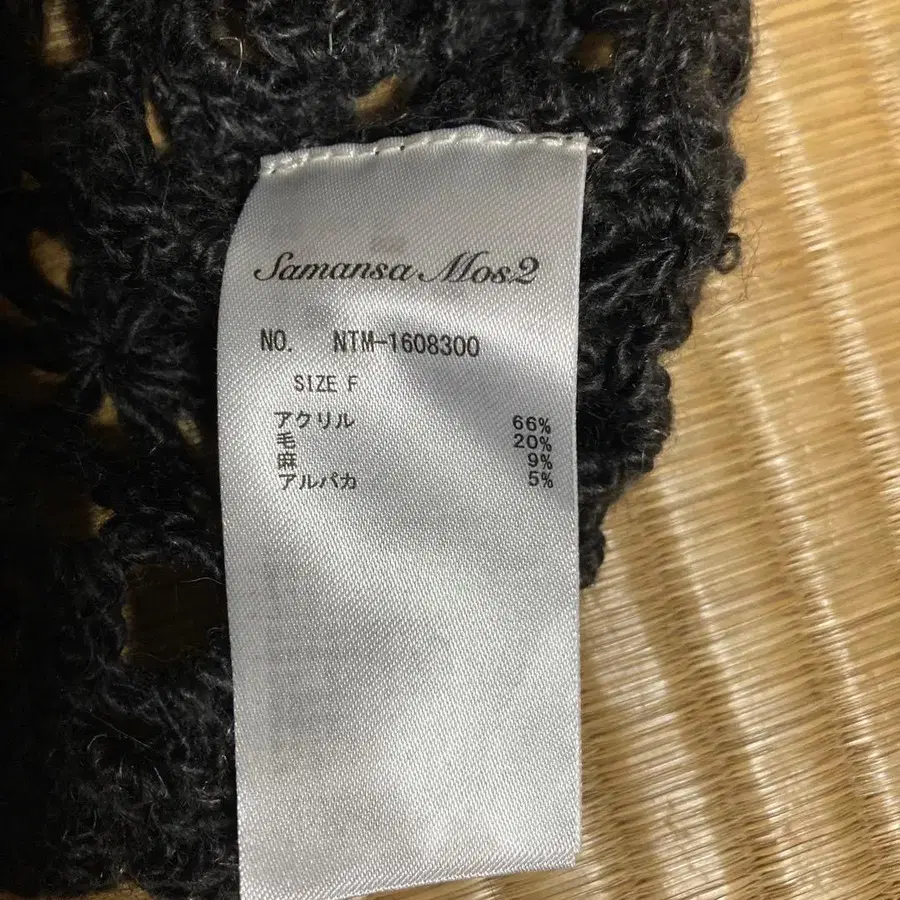 Samansa Mos2
NO. NTM-1608300
SIZE F
アクリル 66%
毛 20%
麻 9%
アルパカ 5%